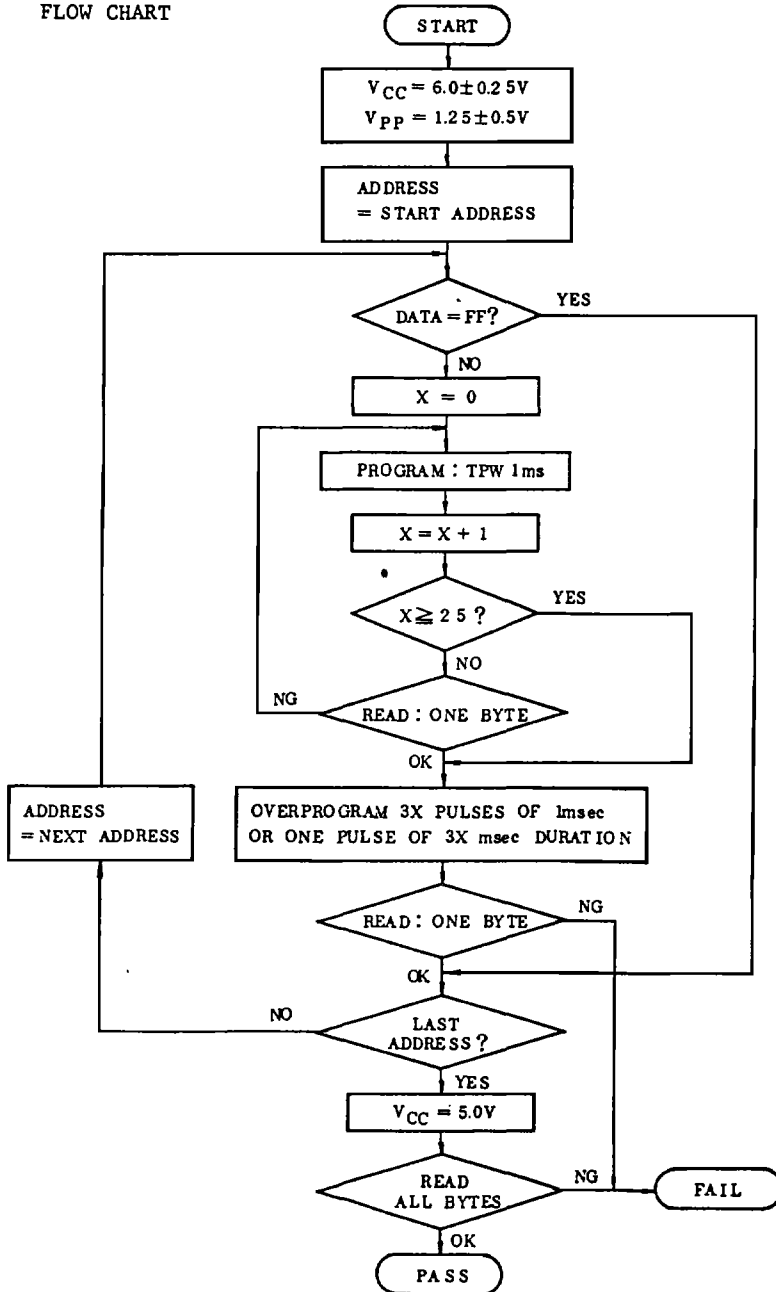 FLOW CHART
START
VCC = 6.0±0.25V
VPP = 1.25±0.5V
ADDRESS
= START ADDRESS
DATA = FF?
YES
NO
X = 0
PROGRAM : TPW 1ms
X = X + 1
X ≧ 25 ?
YES
NO
NG
READ : ONE BYTE
OK
ADDRESS
= NEXT ADDRESS
OVERPROGRAM 3X PULSES OF 1msec
OR ONE PULSE OF 3X msec DURATION
READ : ONE BYTE
NG
OK
NO
LAST
ADDRESS ?
YES
VCC = 5.0V
READ
ALL BYTES
NG
FAIL
OK
PASS